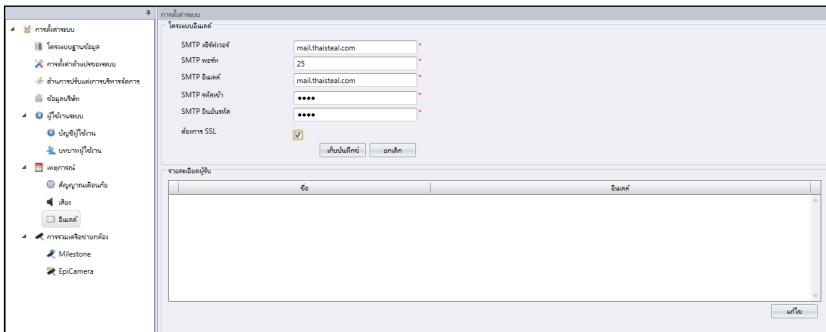 การตั้งค่าระบบ
โครงแบบฐานข้อมูล
การตั้งค่าตัวแปรของระบบ
ด้านการปรับแต่งการบริหารจัดการ
ข้อมูลบริษัท
ผู้ใช้งานระบบ
บัญชีผู้ใช้งาน
บทบาทผู้ใช้งาน
เหตุการณ์
สัญญาณเตือนภัย
เสียง
อีเมลล์
การรวมเครือข่ายกล้อง
Milestone
EpiCamera
การตั้งค่าระบบ
โครงแบบอีเมลล์
SMTP เซิร์ฟเวอร์ mail.thaisteal.com *
SMTP พอร์ท 25 *
SMTP อีเมลล์ mail.thaisteal.com *
SMTP รหัสเข้า •••• *
SMTP ยืนยันรหัส •••• *
ต้องการ SSL
เก็บบันทึกข์ ยกเลิก
รายละเอียดผู้รับ
ชื่อ อีเมลล์
แก้ไข